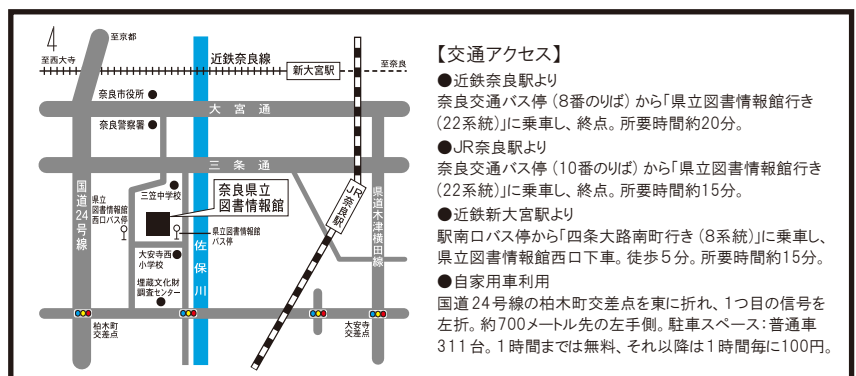 4
至京都
至西大寺
近鉄奈良線
新大宮駅
至奈良
奈良市役所
大宮通
奈良警察署
三条通
国道24号線
県立
図書情報館
西口バス停
三笠中学校
奈良県立
図書情報館
JR奈良駅
県道木津横田線
県立図書情報館
バス停
大安寺西
小学校
佐保川
埋蔵文化財
調査センター
柏木町
交差点
大安寺
交差点
【交通アクセス】
●近鉄奈良駅より
奈良交通バス停(8番のりば)から「県立図書情報館行き
(22系統)」に乗車し、終点。所要時間約20分。
●JR奈良駅より
奈良交通バス停(10番のりば)から「県立図書情報館行き
(22系統)」に乗車し、終点。所要時間約15分。
●近鉄新大宮駅より
駅南口バス停から「四条大路南町行き(8系統)」に乗車し、
県立図書情報館西口下車。徒歩5分。所要時間約15分。
●自家用車利用
国道24号線の柏木町交差点を東に折れ、1つ目の信号を
左折。約700メートル先の左手側。駐車スペース:普通車
311台。1時間までは無料、それ以降は1時間毎に100円。